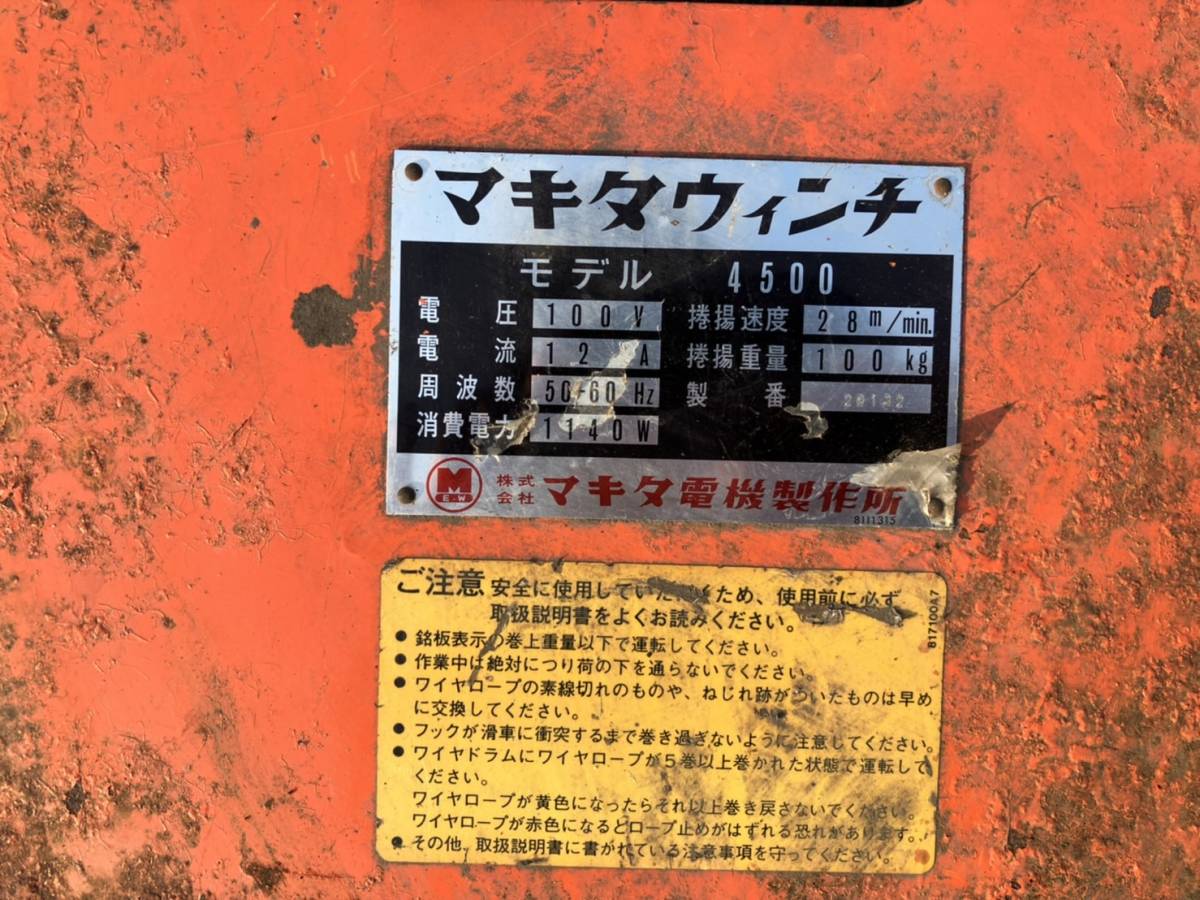 マキタウィンチ
モデル 4500
電圧 100V 捲揚速度 28m/min.
電流 12A 捲揚重量 100kg
周波数 50-60Hz 製番
消費電力 1140W
M
E.W
株式会社 マキタ電機製作所
8111315
ご注意 安全に使用していただくため、使用前に必ず
取扱説明書をよくお読みください。
817100A7
● 銘板表示の巻上重量以下で運転してください。
● 作業中は絶対につり荷の下を通らないでください。
● ワイヤロープの素線切れのものや、ねじれ跡がついたものは早め
に交換してください。
● フックが滑車に衝突するまで巻き過ぎないように注意してください。
● ワイヤドラムにワイヤロープが5巻以上巻かれた状態で運転して
ください。
ワイヤロープが黄色になったらそれ以上巻き戻さないでください。
ワイヤロープが赤色になるとロープ止めがはずれる恐れがあります。
● その他、取扱説明書に書かれている注意事項を守ってください。